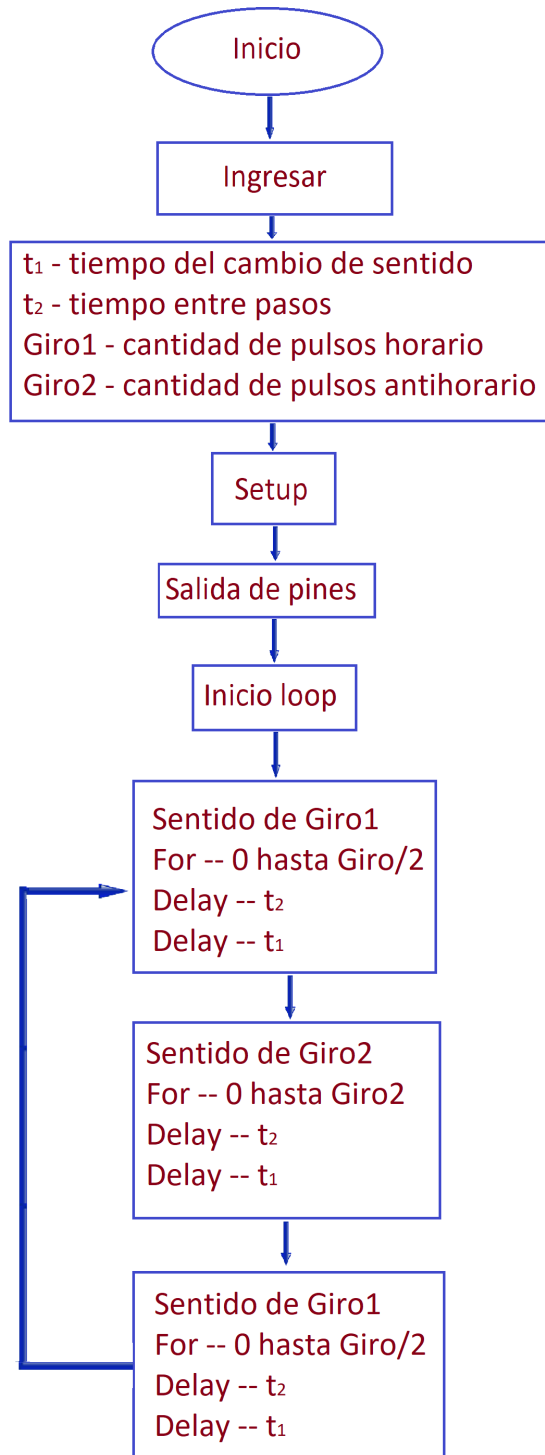 Inicio
Ingresar
t₁ - tiempo del cambio de sentido
t₂ - tiempo entre pasos
Giro1 - cantidad de pulsos horario
Giro2 - cantidad de pulsos antihorario
Setup
Salida de pines
Inicio loop
Sentido de Giro1
For -- 0 hasta Giro/2
Delay -- t₂
Delay -- t₁
Sentido de Giro2
For -- 0 hasta Giro2
Delay -- t₂
Delay -- t₁
Sentido de Giro1
For -- 0 hasta Giro/2
Delay -- t₂
Delay -- t₁